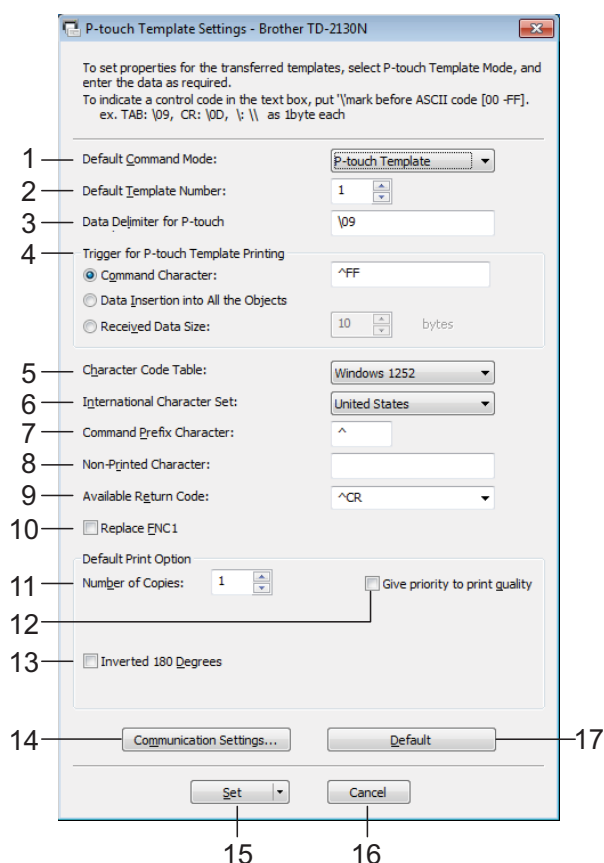 P-touch Template Settings - Brother TD-2130N
To set properties for the transferred templates, select P-touch Template Mode, and
enter the data as required.
To indicate a control code in the text box, put '\'mark before ASCII code [00 -FF].
ex. TAB: \09, CR: \0D, \: \\ as 1byte each
1 Default Command Mode: P-touch Template
2 Default Template Number: 1
3 Data Delimiter for P-touch \09
4 Trigger for P-touch Template Printing
Command Character: ^FF
Data Insertion into All the Objects
Received Data Size: 10 bytes
5 Character Code Table: Windows 1252
6 International Character Set: United States
7 Command Prefix Character: ^
8 Non-Printed Character:
9 Available Return Code: ^CR
10 Replace FNC1
Default Print Option
11 Number of Copies: 1 Give priority to print quality
12
13 Inverted 180 Degrees
14 Communication Settings... Default 17
Set Cancel
15 16